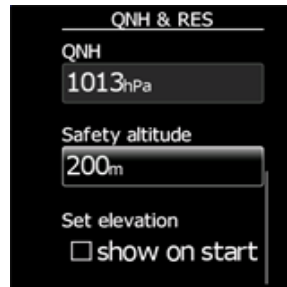 QNH & RES
QNH
1013hPa
Safety altitude
200m
Set elevation
show on start